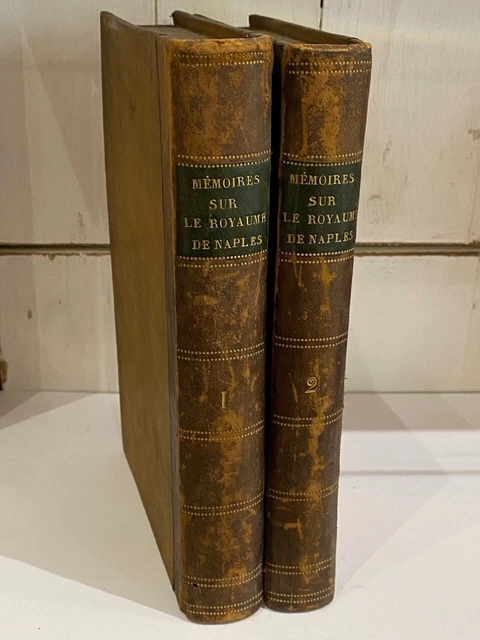 MÉMOIRES
SUR
LE ROYAUME
DE NAPLES
I
MÉMOIRES
SUR
LE ROYAUME
DE NAPLES
2